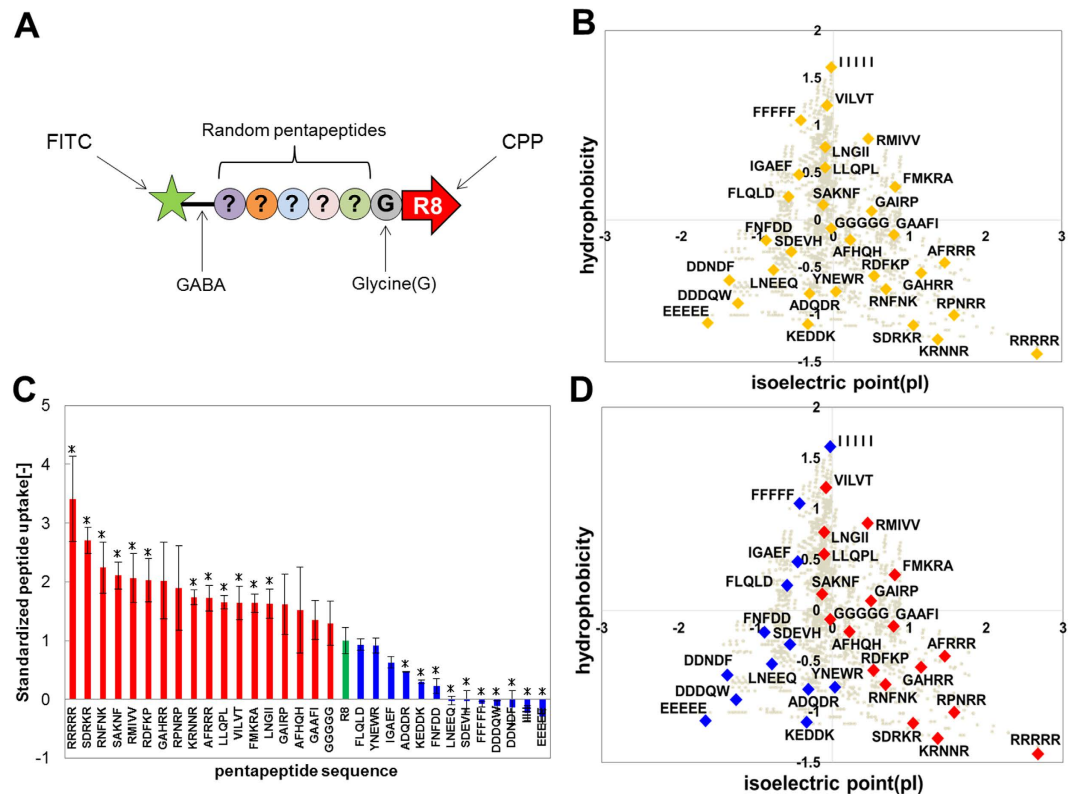 A
FITC
Random pentapeptides
CPP
? ? ? ? ? G R8
GABA
Glycine(G)
B
hydrophobicity
isoelectric point(pI)
2
1.5
1
0.5
0
-0.5
-1
-1.5
-3
-2
-1
0
1
2
3
IIIII
VILVT
FFFFF
RMIVV
LNGII
LLQPL
IGAEF
FMKRA
FLQLD
SAKNF
GAIRP
FNFDD
GGGGG
GAAFI
SDEVH
AFHQH
AFRRR
DDNDF
LNEEQ
YNEWR
RDFKP
GAHRR
DDDQW
ADQDR
RNFNK
RPNRR
EEEEE
KEDDK
SDRKR
KRNNR
RRRRR
C
Standardized peptide uptake[-]
5
4
3
2
1
0
-1
RRRRR
SDRKR
RNFNK
SAKNF
RMIVV
RDFKP
GAHRR
RPNRP
KRNNR
AFRRR
LLQPL
VILVT
FMKRA
LNGII
GAIRP
AFHQH
GAAFI
GGGGG
R8
FLQLD
YNEWR
IGAEF
ADQDR
KEDDK
FNFDD
LNEEQ
SDEVH
FFFFF
DDDQW
DDNDF
IIIII
EEEEE
pentapeptide sequence
D
hydrophobicity
isoelectric point(pI)
2
1.5
1
0.5
0
-0.5
-1
-1.5
-3
-2
-1
0
1
2
3
IIIII
VILVT
FFFFF
RMIVV
LNGII
LLQPL
IGAEF
FMKRA
FLQLD
SAKNF
GAIRP
FNFDD
GGGGG
GAAFI
SDEVH
AFHQH
AFRRR
DDNDF
LNEEQ
YNEWR
RDFKP
GAHRR
DDDQW
ADQDR
RNFNK
RPNRR
EEEEE
KEDDK
SDRKR
KRNNR
RRRRR